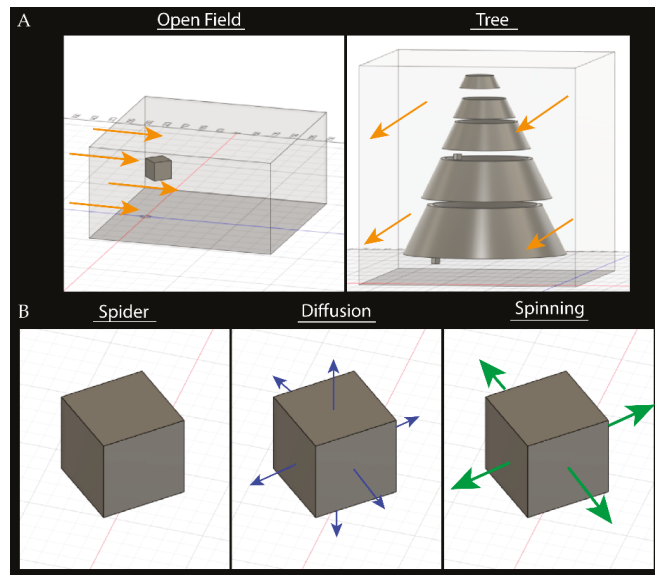 A
Open Field
Tree
B
Spider
Diffusion
Spinning